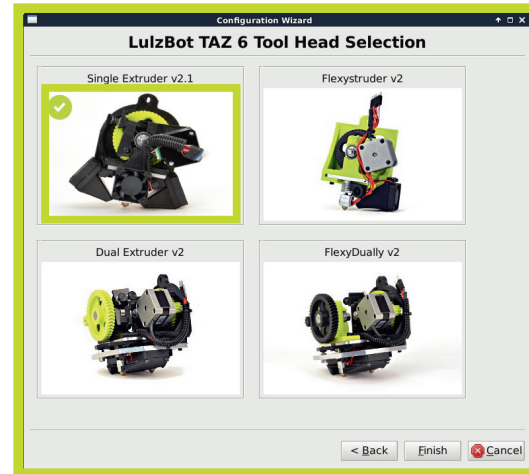 Configuration Wizard
LulzBot TAZ 6 Tool Head Selection
Single Extruder v2.1
Flexystruder v2
Dual Extruder v2
FlexyDually v2
< Back
Finish
Cancel